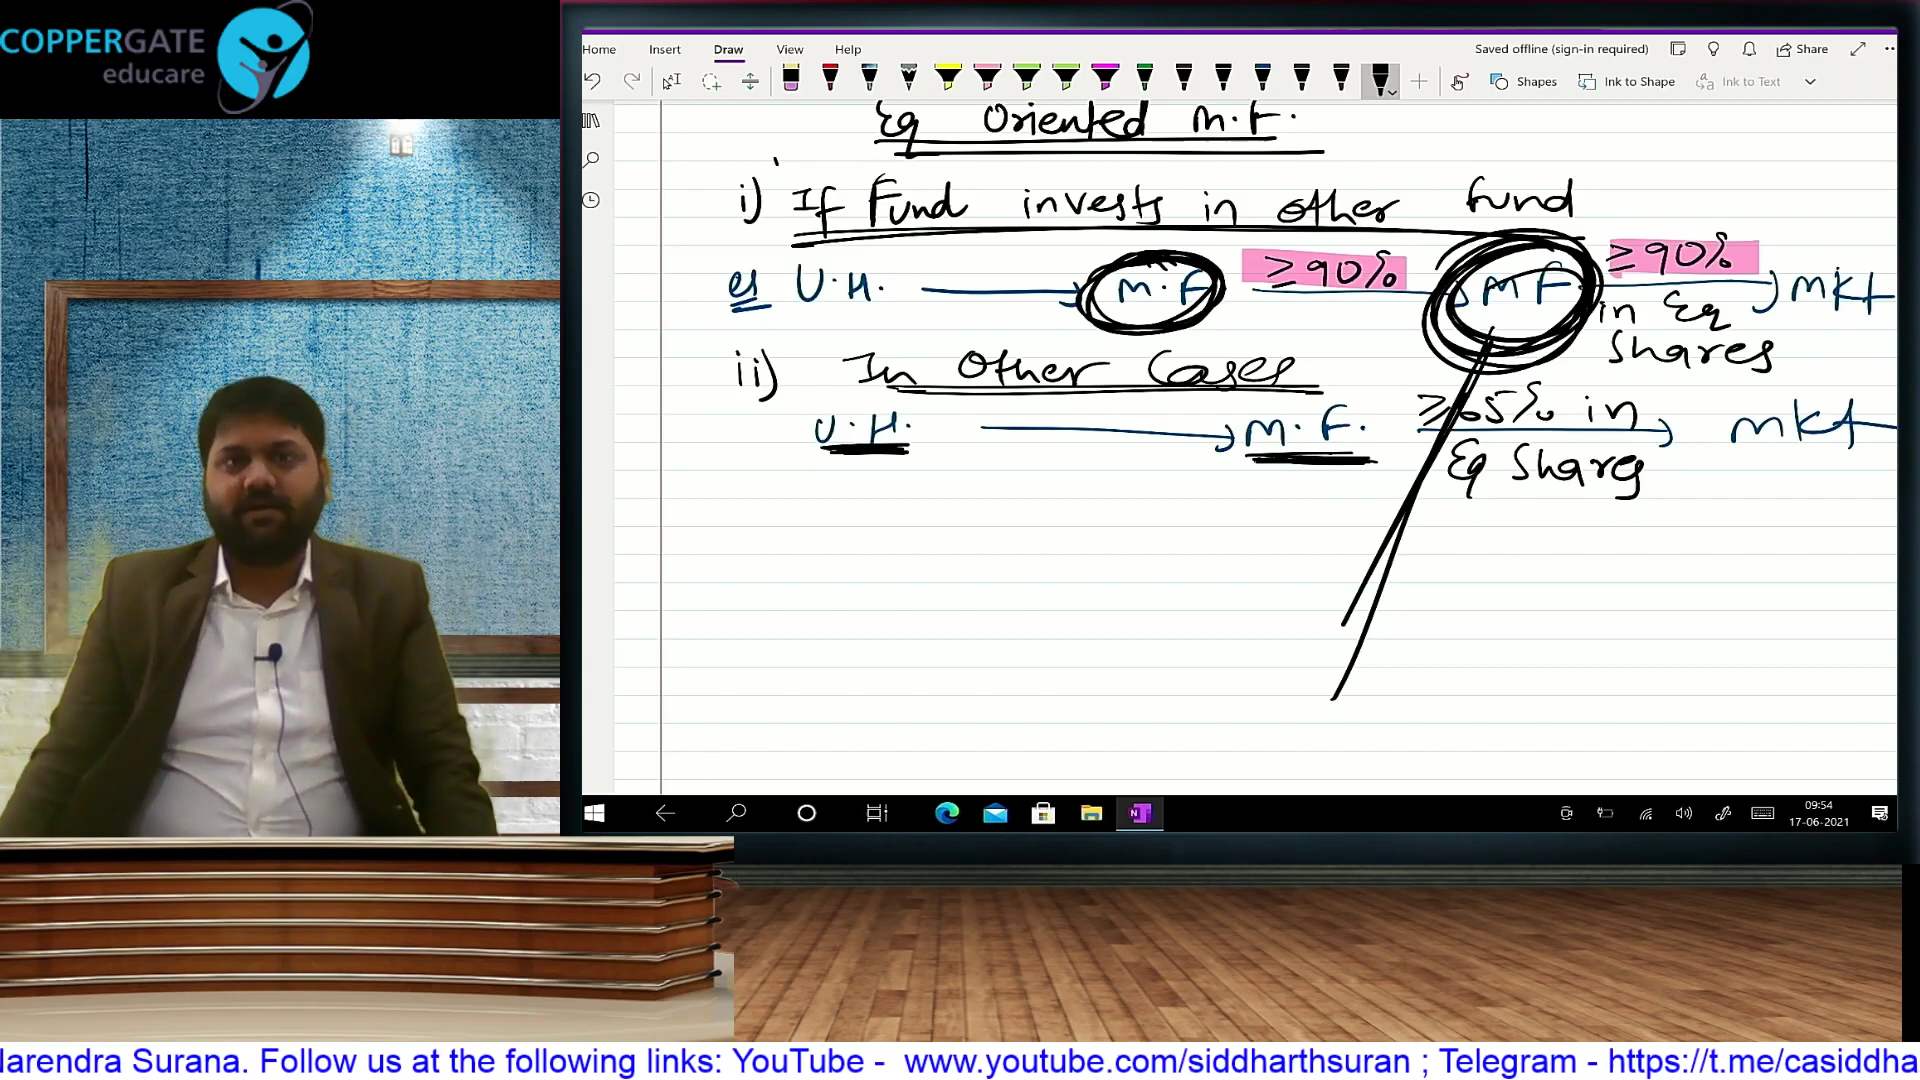 COPPERGATE
educare
Home Insert Draw View Help Saved offline (sign-in required) Share
Shapes Ink to Shape Ink to Text
Eq Oriented M.F.
i) If Fund invests in other fund
eg U.H. M.F ≥90% MF ≥90% mkt
in Eq
Shares
ii) In Other Cases
U.H. M.F. ≥65% in mkt
Eq Shares
09:54
17-06-2021
Narendra Surana. Follow us at the following links: YouTube - www.youtube.com/siddharthsuran ; Telegram - https://t.me/casiddha